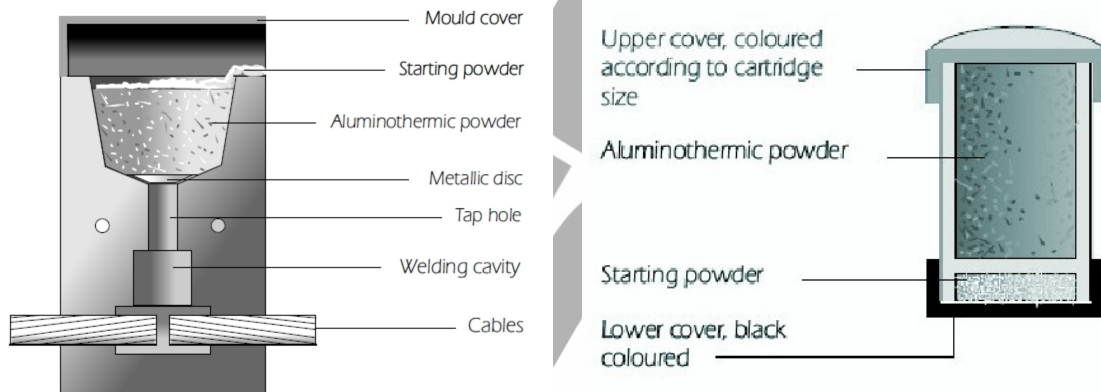 Mould cover
Starting powder
Aluminothermic powder
Metallic disc
Tap hole
Welding cavity
Cables
Upper cover, coloured
according to cartridge
size
Aluminothermic powder
Starting powder
Lower cover, black
coloured